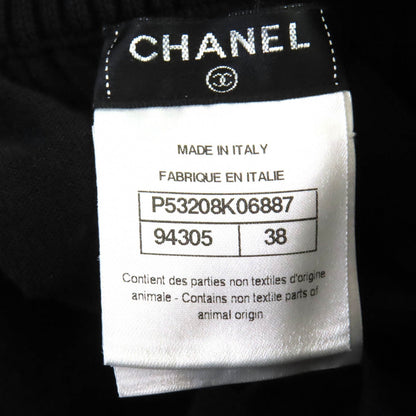 CHANEL
MADE IN ITALY
FABRIQUE EN ITALIE
P53208K06887
94305 38
Contient des parties non textiles d'origine
animale - Contains non textile parts of
animal origin